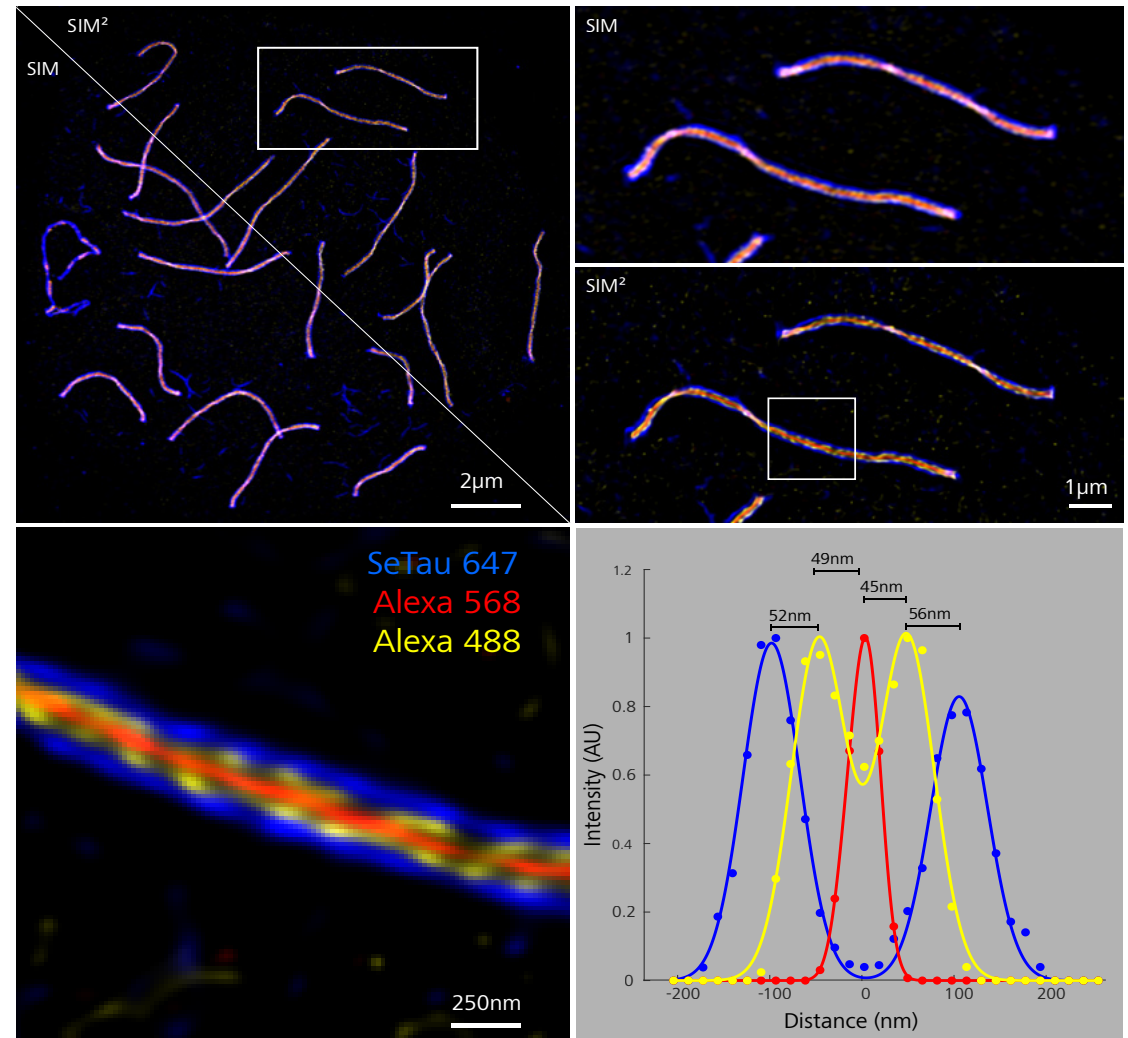 SIM²
SIM
2µm
SIM
SIM²
1µm
SeTau 647
Alexa 568
Alexa 488
250nm
49nm
45nm
52nm
56nm
1.2
1
0.8
0.6
0.4
0.2
0
Intensity (AU)
-200
-100
0
100
200
Distance (nm)